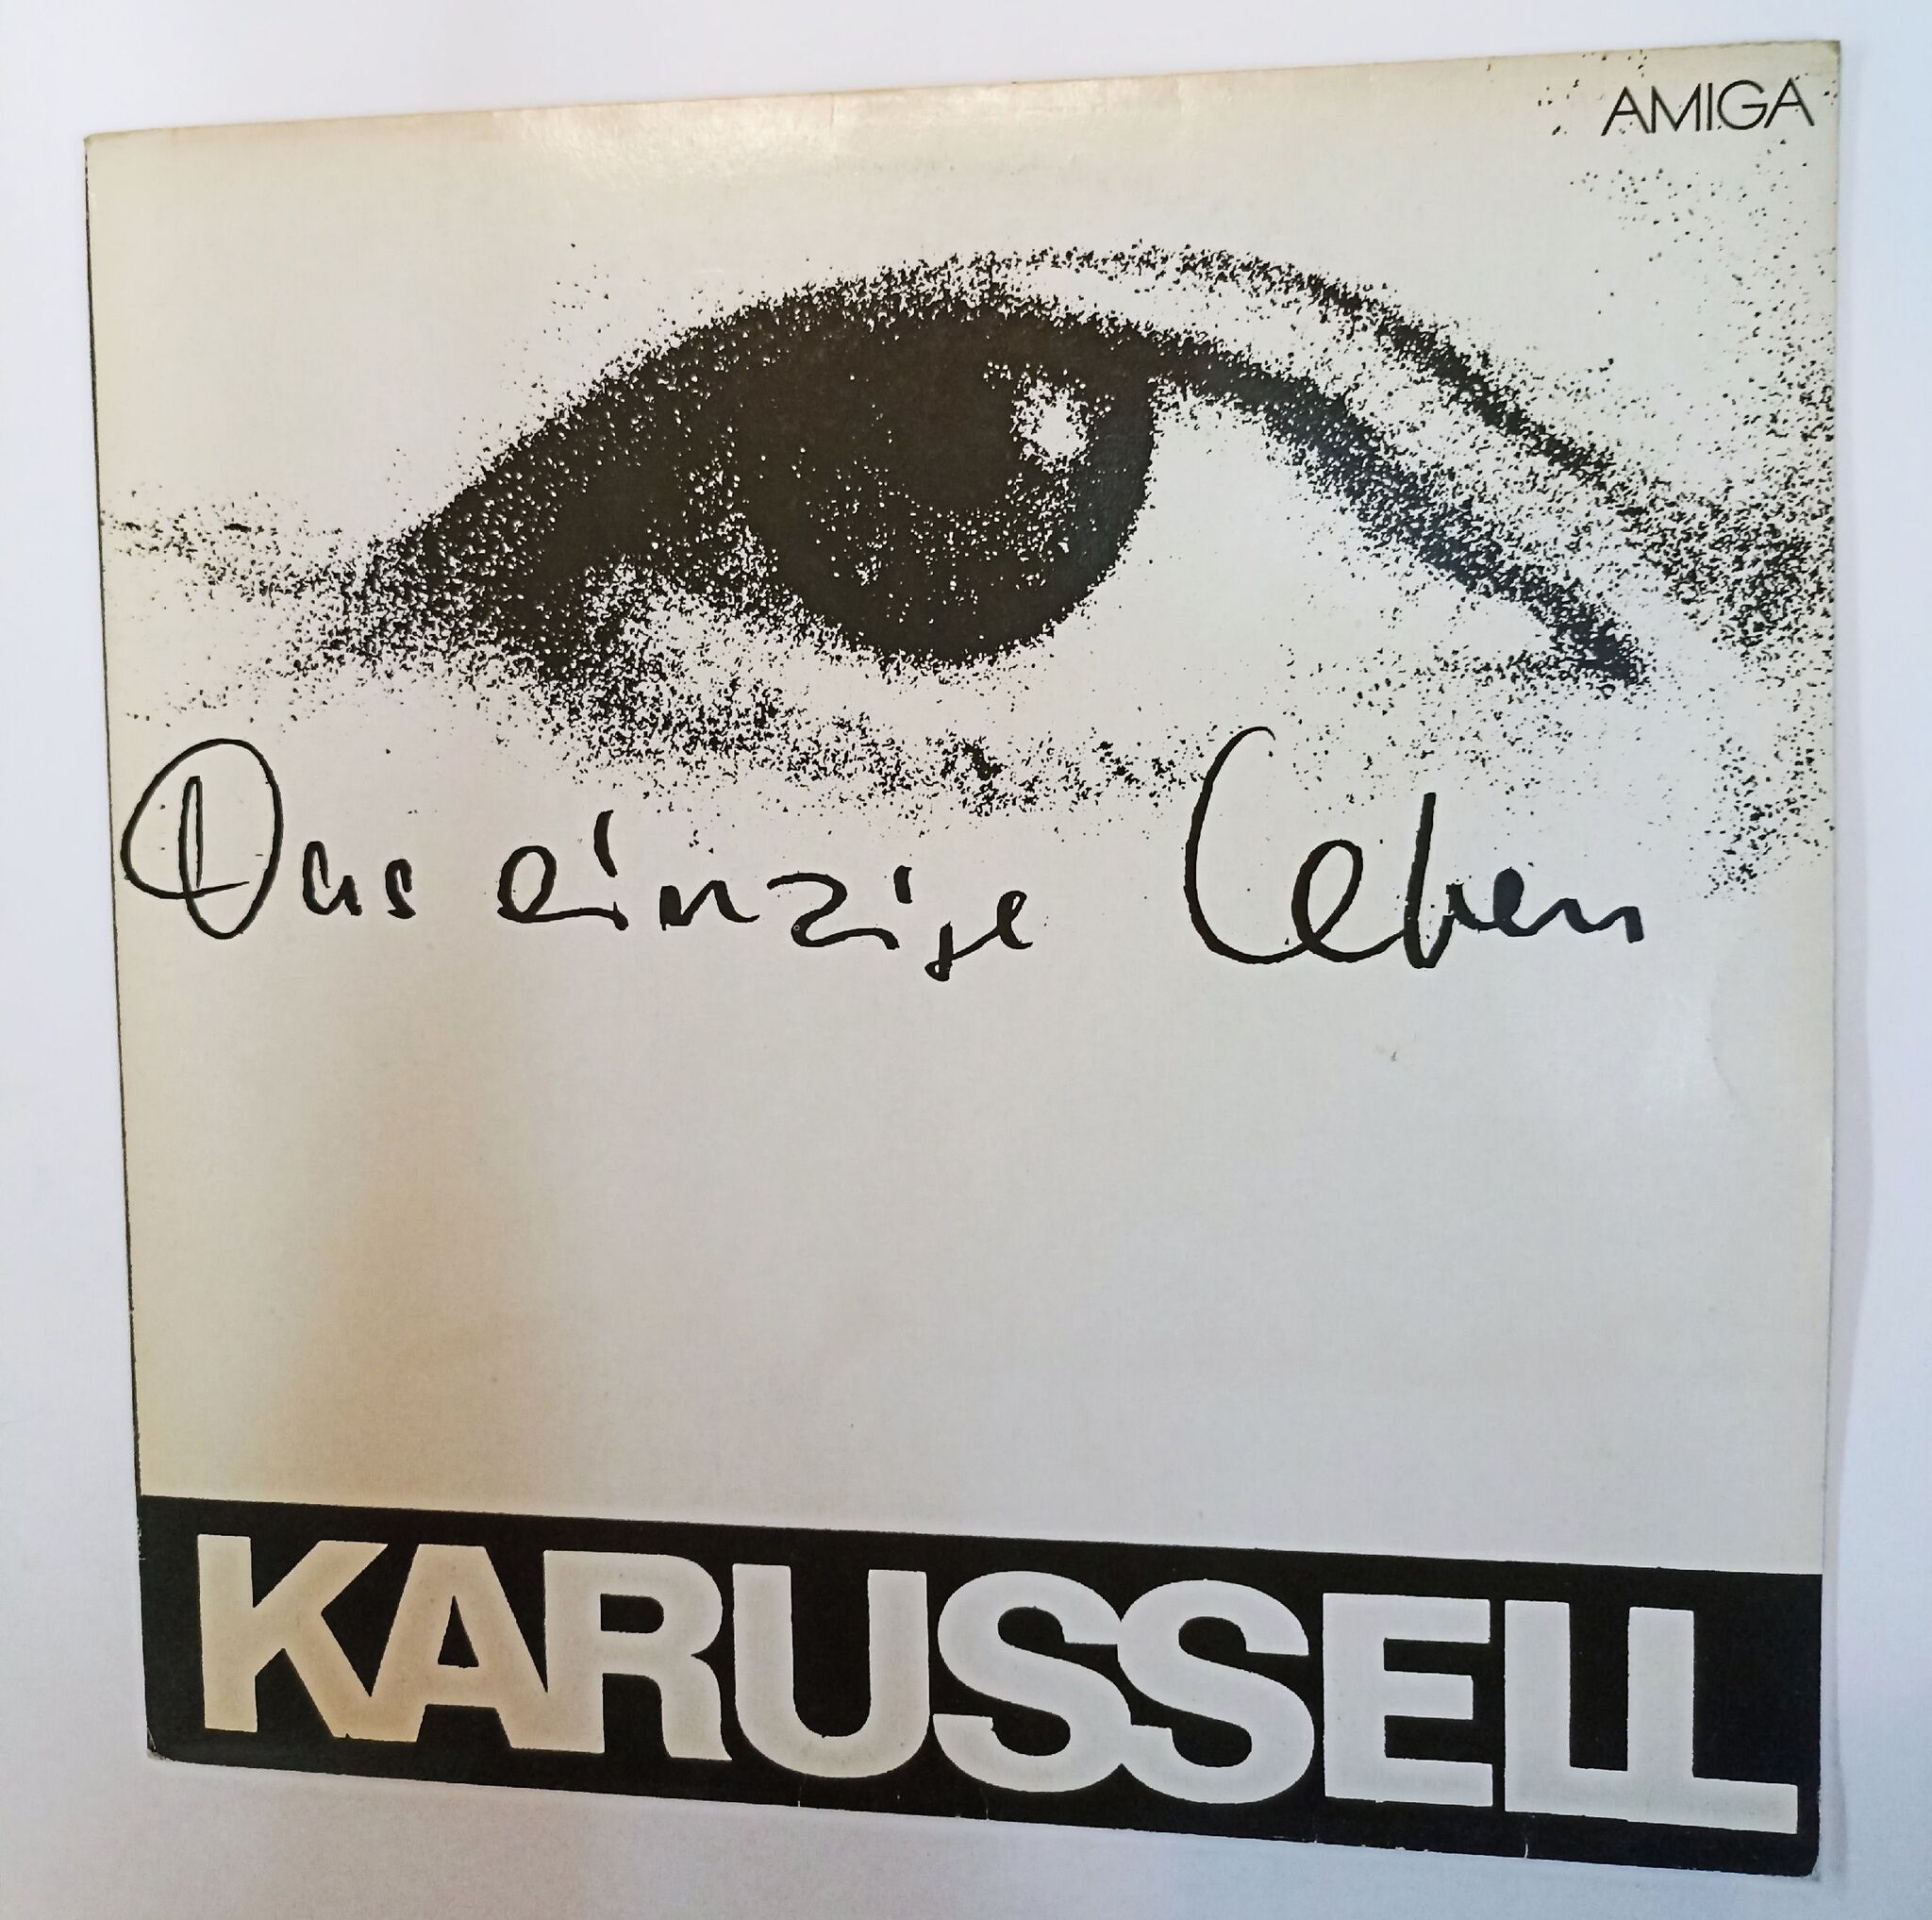 AMIGA
Das einzige Leben
KARUSSELL